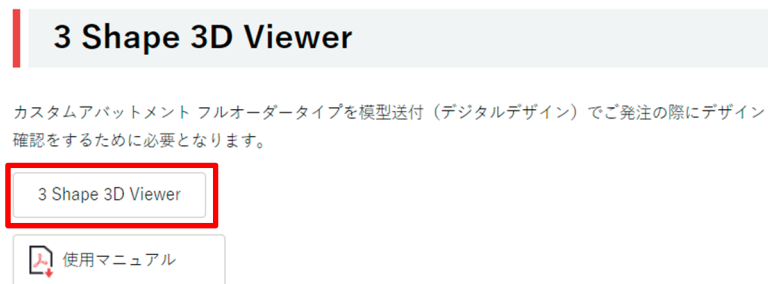 3 Shape 3D Viewer
カスタムアバットメント フルオーダータイプを模型送付（デジタルデザイン）でご発注の際にデザイン
確認をするために必要となります。
3 Shape 3D Viewer
使用マニュアル